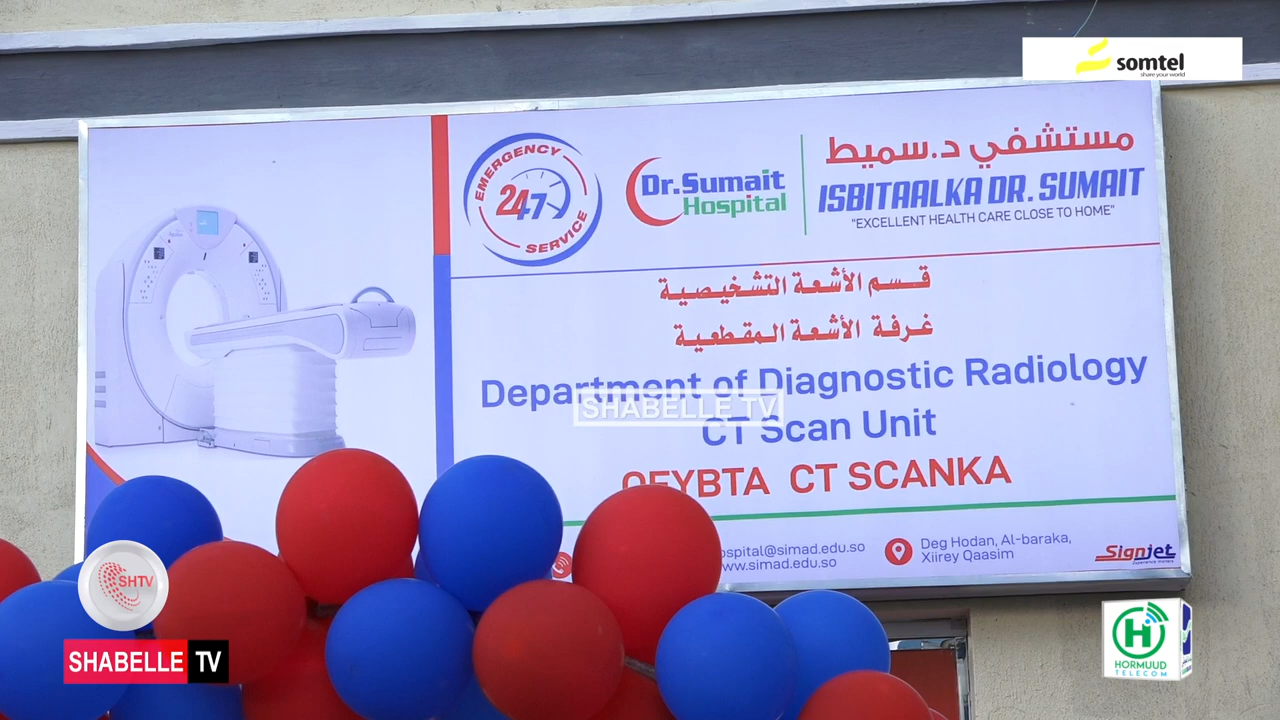 somtel
share your world
EMERGENCY
24/7
SERVICE
Dr.Sumait
Hospital
مستشفي د.سميط
ISBITAALKA DR. SUMAIT
"EXCELLENT HEALTH CARE CLOSE TO HOME"
قسم الأشعة التشخيصية
غرفة الأشعة المقطعية
Department of Diagnostic Radiology
SHABELLE TV
CT Scan Unit
QEYBTA CT SCANKA
ospital@simad.edu.so
www.simad.edu.so
Deg Hodan, Al-baraka,
Xiirey Qaasim
Signjet
SHTV
SHABELLE TV
HORMUUD
TELECOM